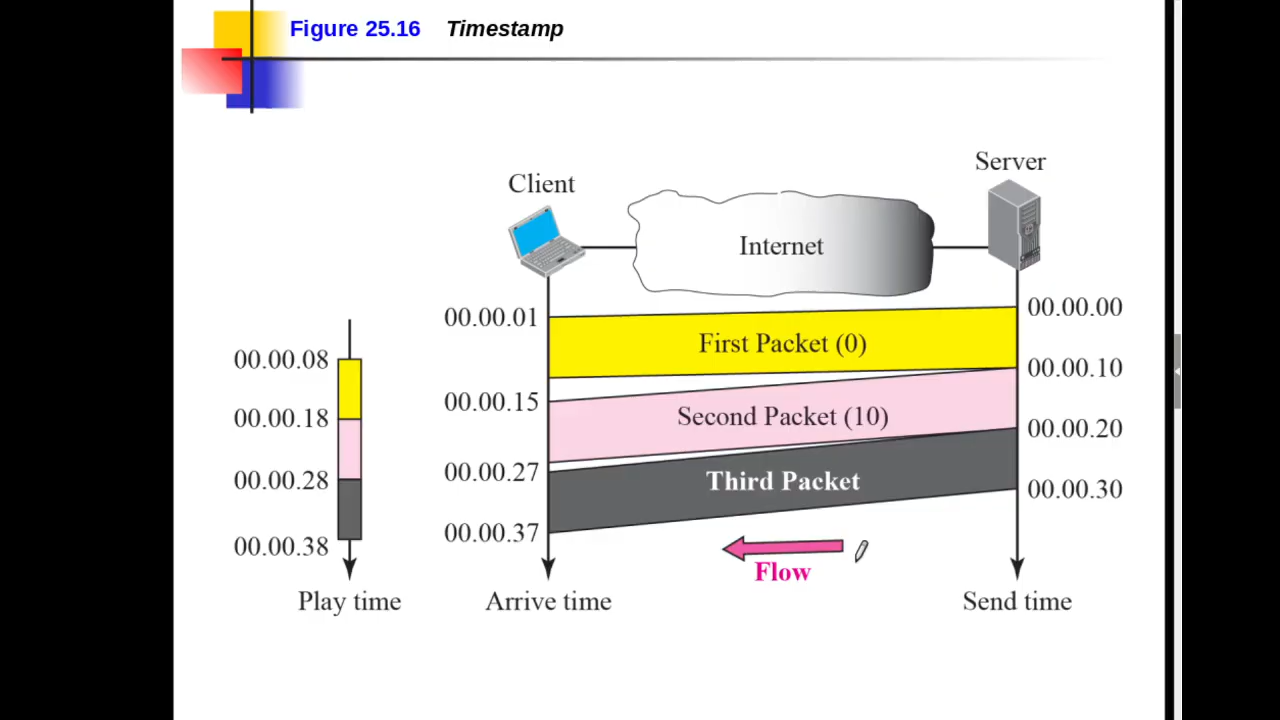 Figure 25.16 Timestamp
Server
Client
Internet
00.00.01
00.00.00
First Packet (0)
00.00.08
00.00.10
00.00.15
Second Packet (10)
00.00.18
00.00.20
00.00.27
00.00.28
Third Packet
00.00.30
00.00.37
00.00.38
Flow
Play time
Arrive time
Send time